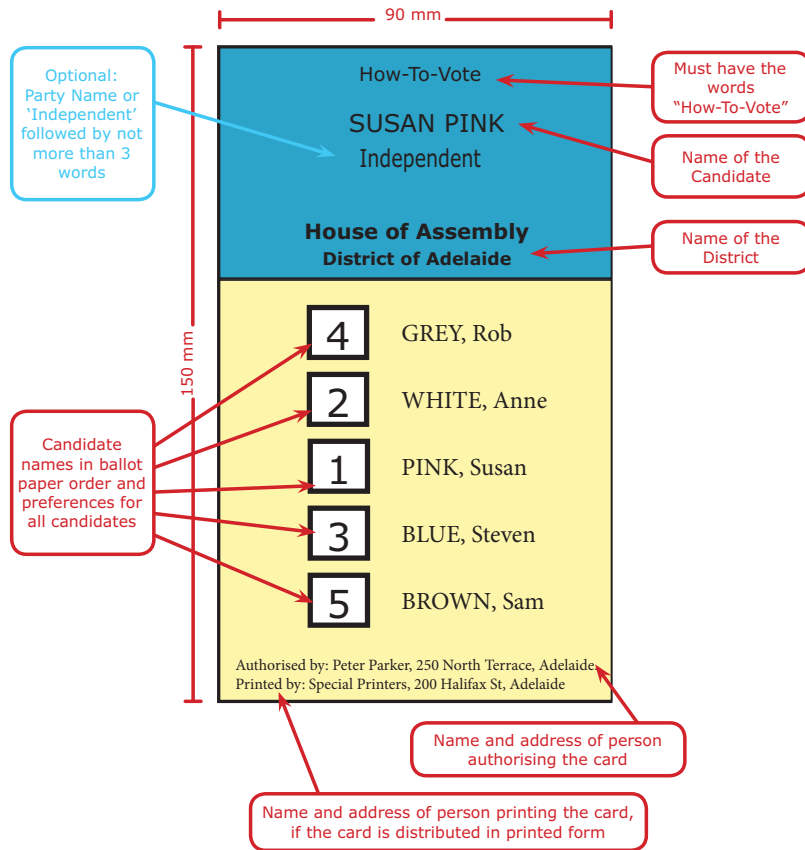 90 mm
Optional:
Party Name or
‘Independent’
followed by not
more than 3
words
How-To-Vote
SUSAN PINK
Independent
House of Assembly
District of Adelaide
Must have the
words
“How-To-Vote”
Name of the
Candidate
Name of the
District
150 mm
4 GREY, Rob
2 WHITE, Anne
1 PINK, Susan
3 BLUE, Steven
5 BROWN, Sam
Candidate
names in ballot
paper order and
preferences for
all candidates
Authorised by: Peter Parker, 250 North Terrace, Adelaide
Printed by: Special Printers, 200 Halifax St, Adelaide
Name and address of person
authorising the card
Name and address of person printing the card,
if the card is distributed in printed form